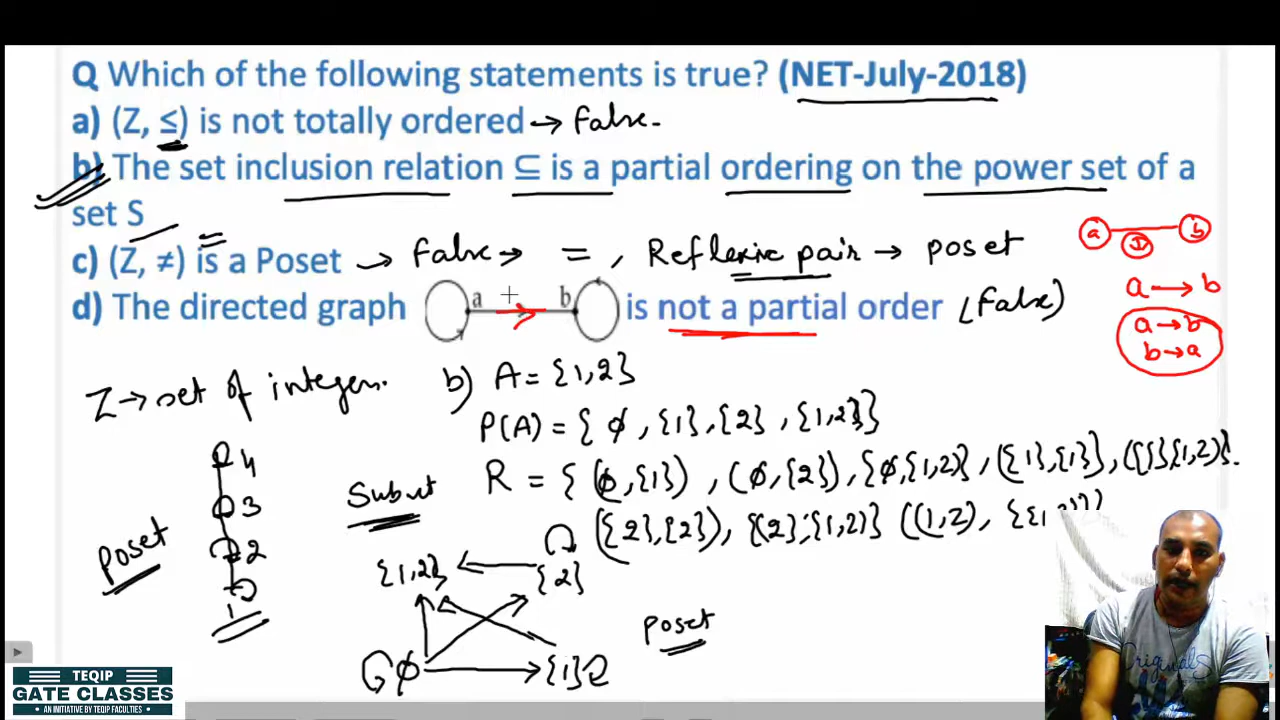 Q Which of the following statements is true? (NET-July-2018)
a) (Z, ≤) is not totally ordered → false.
b) The set inclusion relation ⊆ is a partial ordering on the power set of a
set S
a b
c) (Z, ≠) is a Poset → false → = , Reflexive pair → poset
a → b
d) The directed graph a b is not a partial order (false)
a → b
b → a
Z → set of integers.
b) A = {1,2}
P(A) = { ϕ, {1}, {2}, {1,2}}
R = { (ϕ,{1}), (ϕ,{2}), {ϕ,{1,2)}, ({1},{1}), ({1}{1,2)}.
({2},{2}), {(2},{1,2)} ((1,2),
4
3
2
1
Poset
Subset
{1,2}
{2}
ϕ
{1}
poset
Originals
TEQIP
GATE CLASSES
AN INITIATIVE BY TEQIP FACULTIES